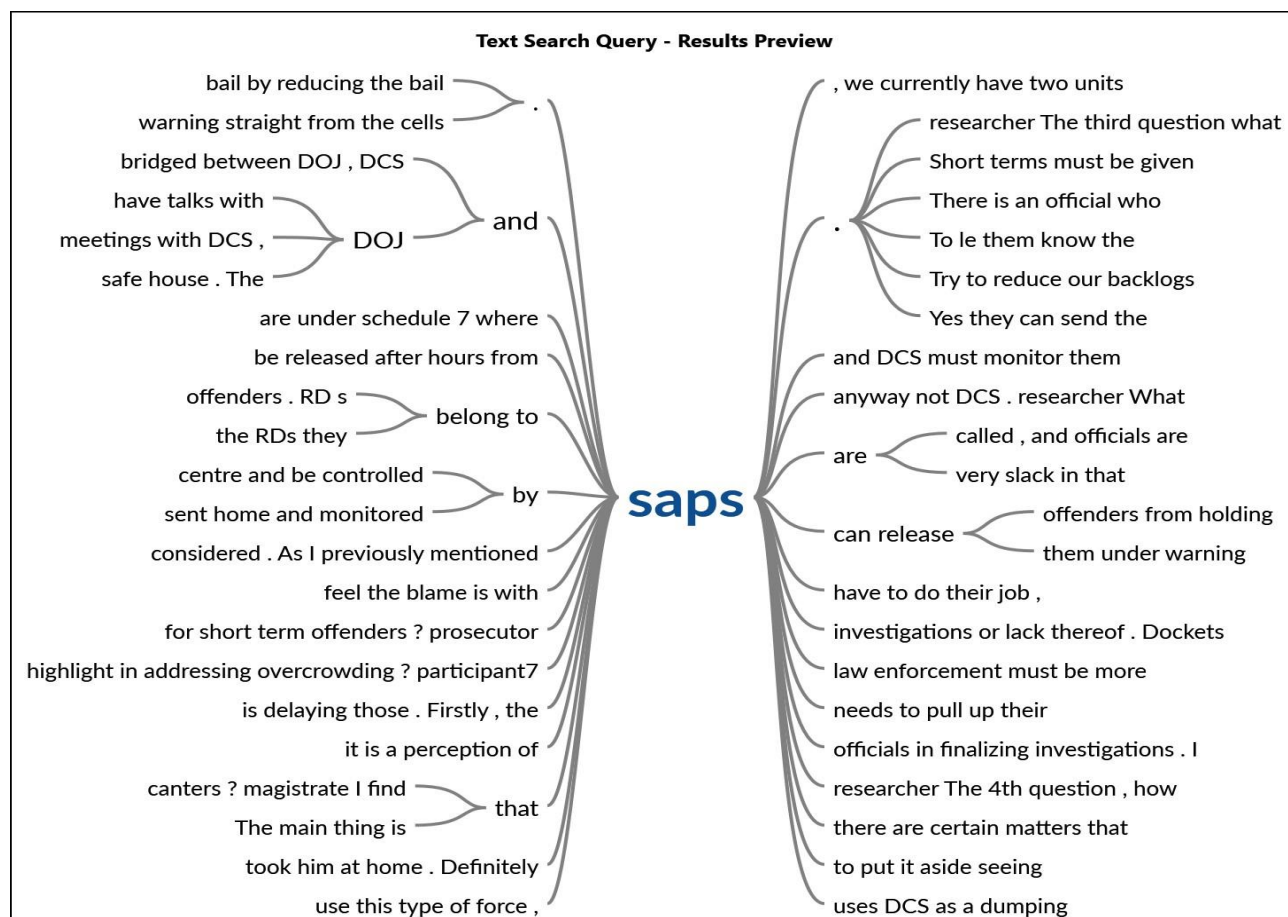 Text Search Query - Results Preview
bail by reducing the bail
warning straight from the cells
.
bridged between DOJ , DCS
have talks with
meetings with DCS ,
safe house . The
DOJ
and
are under schedule 7 where
be released after hours from
offenders . RD s
the RDs they
belong to
centre and be controlled
sent home and monitored
by
considered . As I previously mentioned
feel the blame is with
for short term offenders ? prosecutor
highlight in addressing overcrowding ? participant7
is delaying those . Firstly , the
it is a perception of
canters ? magistrate I find
The main thing is
that
took him at home . Definitely
use this type of force ,
saps
, we currently have two units
.
researcher The third question what
Short terms must be given
There is an official who
To le them know the
Try to reduce our backlogs
Yes they can send the
and DCS must monitor them
anyway not DCS . researcher What
are
called , and officials are
very slack in that
can release
offenders from holding
them under warning
have to do their job ,
investigations or lack thereof . Dockets
law enforcement must be more
needs to pull up their
officials in finalizing investigations . I
researcher The 4th question , how
there are certain matters that
to put it aside seeing
uses DCS as a dumping